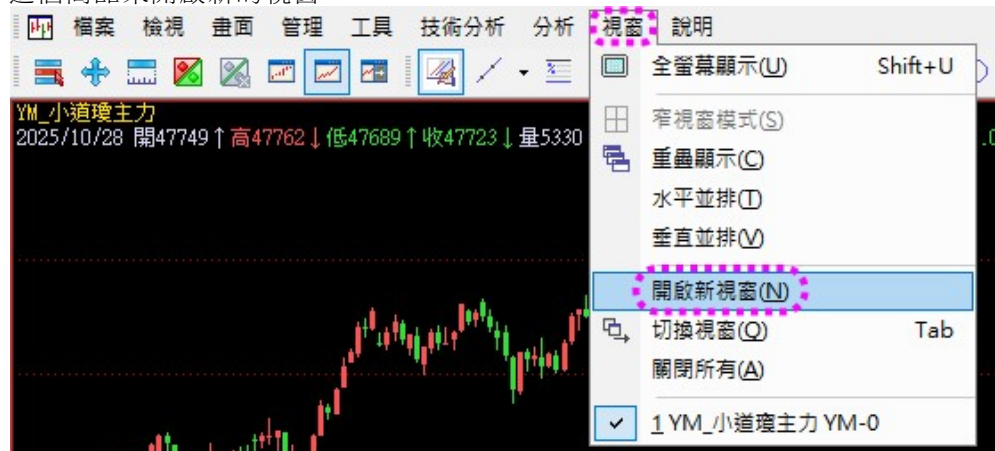 檔案 檢視 畫面 管理 工具 技術分析 分析 視窗 說明
YM_小道瓊主力
2025/10/28 開47749↑高47762↓低47689↑收47723↓量5330
全螢幕顯示(U) Shift+U
窄視窗模式(S)
重疊顯示(C)
水平並排(T)
垂直並排(V)
開啟新視窗(N)
切換視窗(Q) Tab
關閉所有(A)
1 YM_小道瓊主力 YM-0